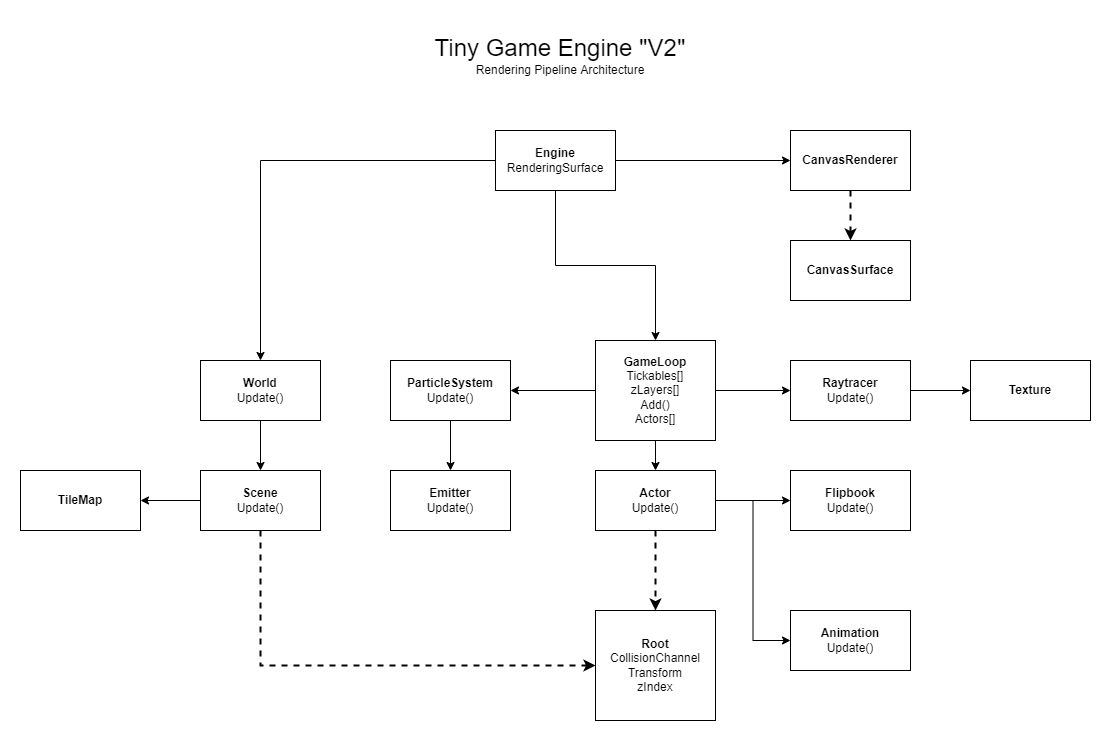 Tiny Game Engine "V2"
Rendering Pipeline Architecture
Engine
RenderingSurface
CanvasRenderer
CanvasSurface
World
Update()
ParticleSystem
Update()
GameLoop
Tickables[]
zLayers[]
Add()
Actors[]
Raytracer
Update()
Texture
TileMap
Scene
Update()
Emitter
Update()
Actor
Update()
Flipbook
Update()
Root
CollisionChannel
Transform
zIndex
Animation
Update()